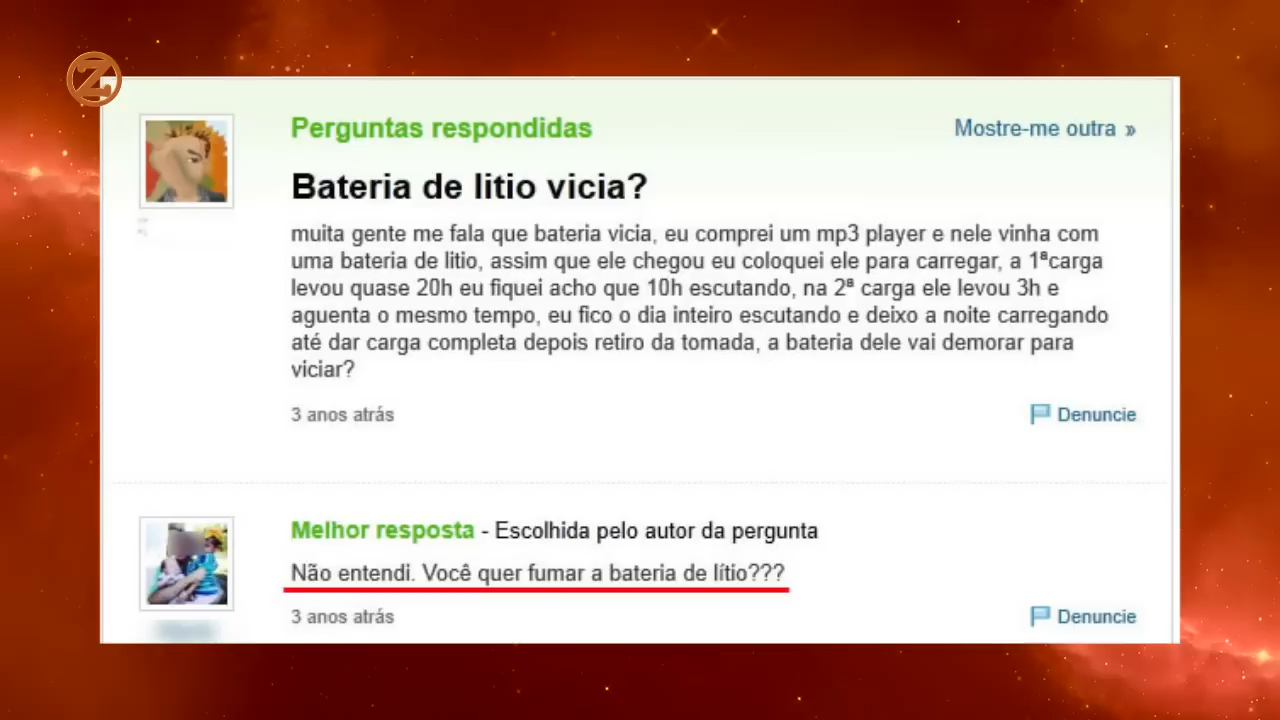 Z
Perguntas respondidas
Mostre-me outra »
Bateria de litio vicia?
muita gente me fala que bateria vicia, eu comprei um mp3 player e nele vinha com
uma bateria de litio, assim que ele chegou eu coloquei ele para carregar, a 1ªcarga
levou quase 20h eu fiquei acho que 10h escutando, na 2ª carga ele levou 3h e
aguenta o mesmo tempo, eu fico o dia inteiro escutando e deixo a noite carregando
até dar carga completa depois retiro da tomada, a bateria dele vai demorar para
viciar?
3 anos atrás
Denuncie
Melhor resposta - Escolhida pelo autor da pergunta
Não entendi. Você quer fumar a bateria de lítio???
3 anos atrás
Denuncie